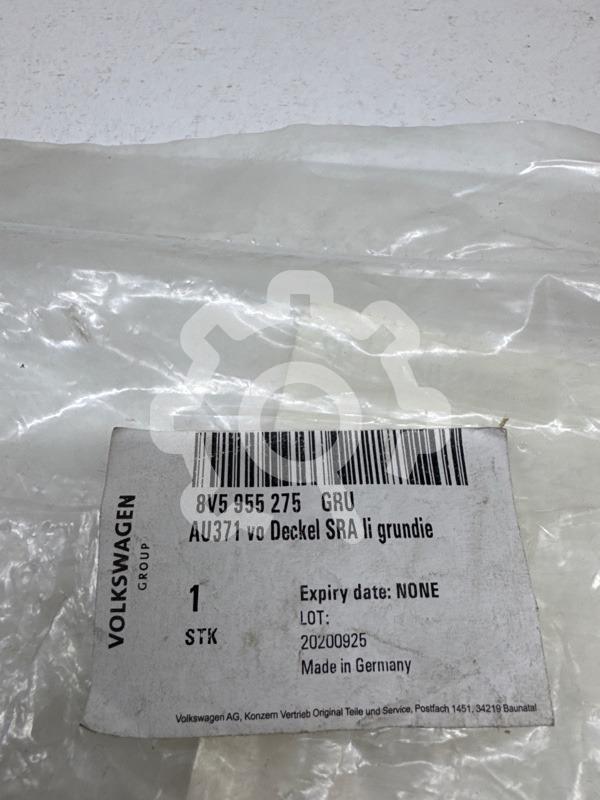 8V5 955 275 GRU
AU371 vo Deckel SRA li grundie
VOLKSWAGEN
GROUP
1
STK
Expiry date: NONE
LOT:
20200925
Made in Germany
Volkswagen AG, Konzern Vertrieb Original Teile und Service, Postfach 1451, 34219 Baunatal